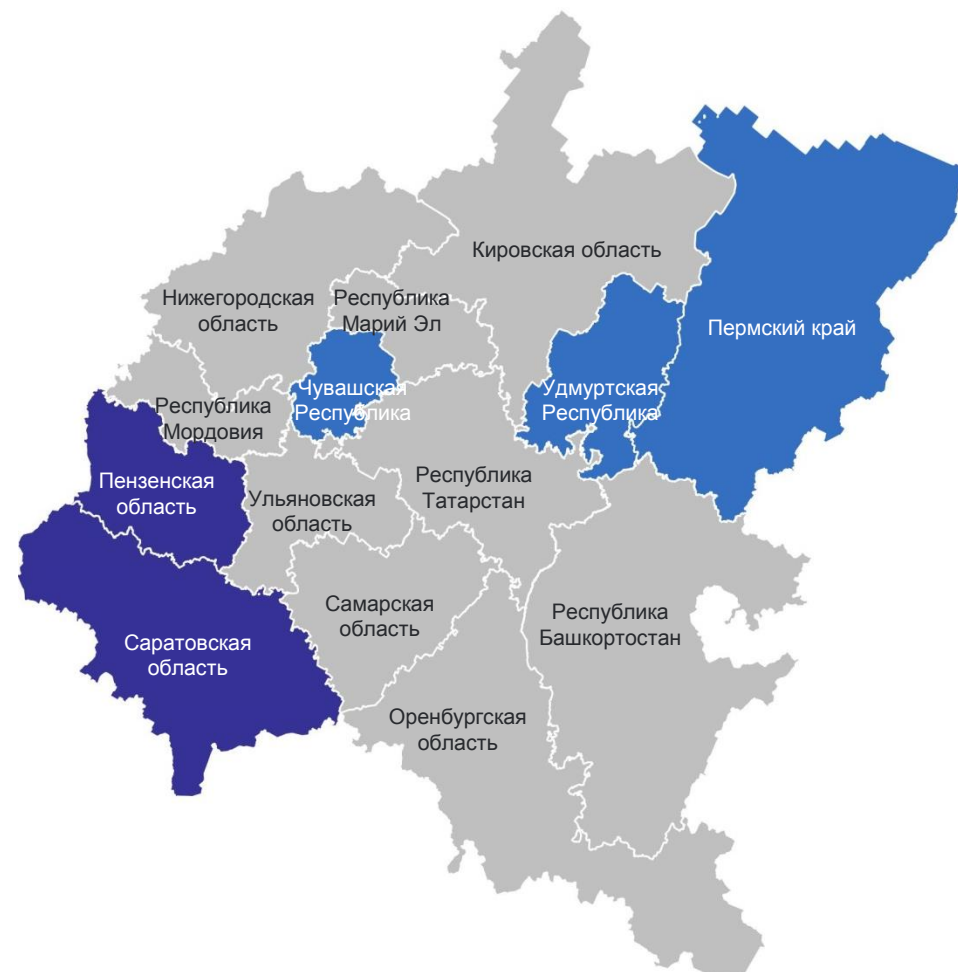 Кировская область
Нижегородская
область
Республика
Марий Эл
Пермский край
Чувашская
Республика
Удмуртская
Республика
Республика
Мордовия
Пензенская
область
Ульяновская
область
Республика
Татарстан
Самарская
область
Республика
Башкортостан
Саратовская
область
Оренбургская
область